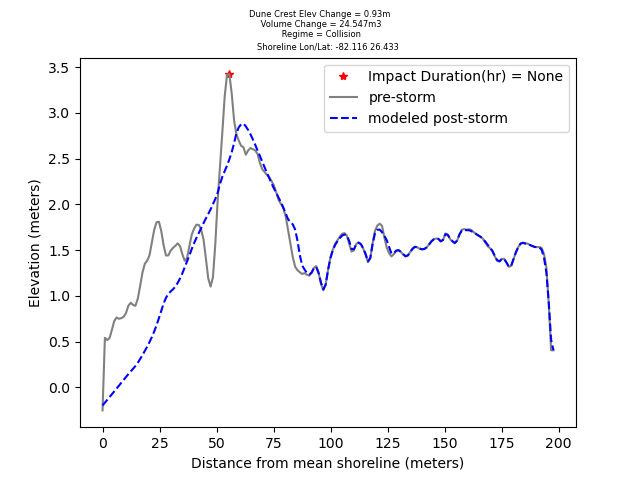 Dune Crest Elev Change = 0.93m
Volume Change = 24.547m3
Regime = Collision
Shoreline Lon/Lat: -82.116 26.433
Impact Duration(hr) = None
pre-storm
modeled post-storm
Elevation (meters)
3.5
3.0
2.5
2.0
1.5
1.0
0.5
0.0
0 25 50 75 100 125 150 175 200
Distance from mean shoreline (meters)